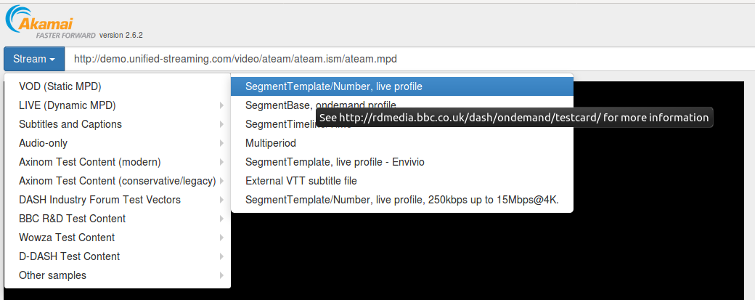 Akamai
FASTER FORWARD version 2.6.2
Stream http://demo.unified-streaming.com/video/ateam/ateam.ism/ateam.mpd
VOD (Static MPD)
LIVE (Dynamic MPD)
Subtitles and Captions
Audio-only
Axinom Test Content (modern)
Axinom Test Content (conservative/legacy)
DASH Industry Forum Test Vectors
BBC R&D Test Content
Wowza Test Content
D-DASH Test Content
Other samples
SegmentTemplate/Number, live profile
SegmentBase, ondemand profile
SegmentTimeline
See http://rdmedia.bbc.co.uk/dash/ondemand/testcard/ for more information
Multiperiod
SegmentTemplate, live profile - Envivio
External VTT subtitle file
SegmentTemplate/Number, live profile, 250kbps up to 15Mbps@4K.